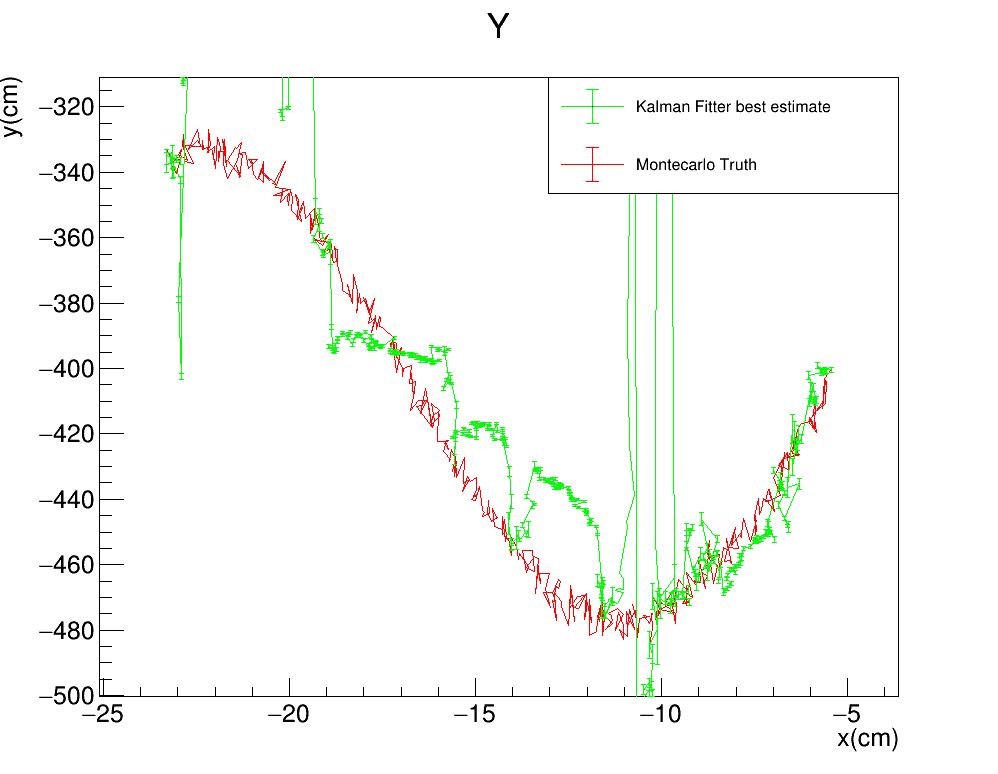 Y
y(cm)
−320
−340
−360
−380
−400
−420
−440
−460
−480
−500
Kalman Fitter best estimate
Montecarlo Truth
−25 −20 −15 −10 −5
x(cm)